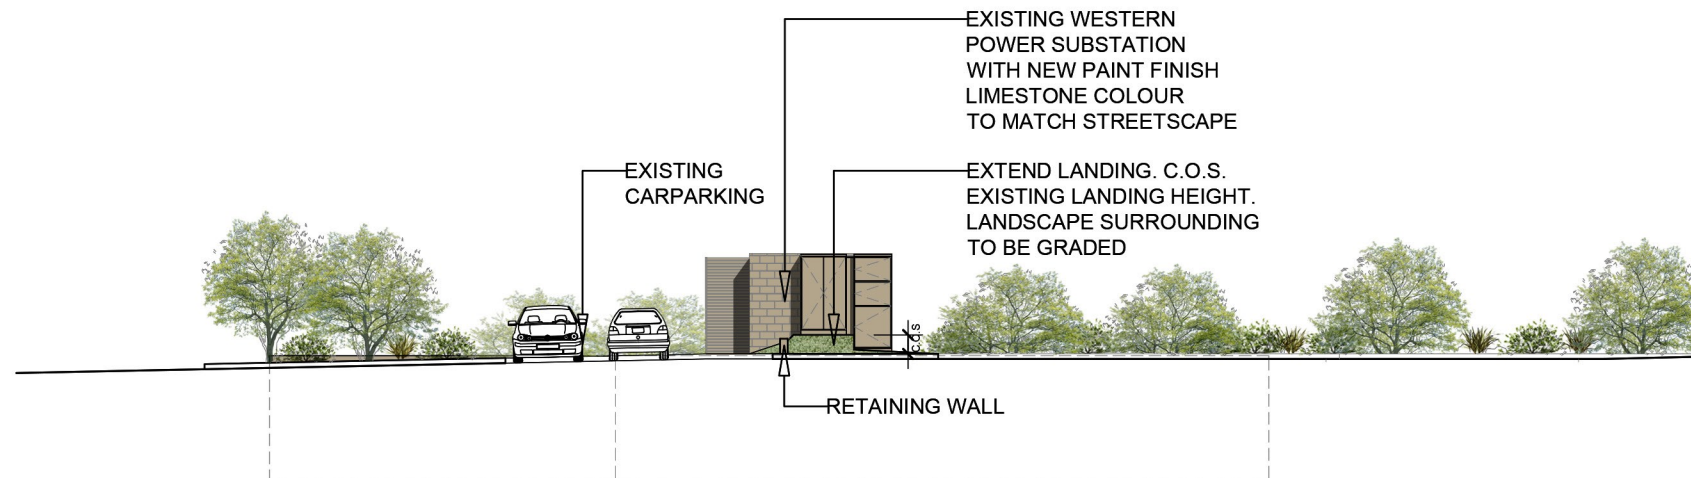 EXISTING WESTERN
POWER SUBSTATION
WITH NEW PAINT FINISH
LIMESTONE COLOUR
TO MATCH STREETSCAPE
EXISTING
CARPARKING
EXTEND LANDING. C.O.S.
EXISTING LANDING HEIGHT.
LANDSCAPE SURROUNDING
TO BE GRADED
c.o.s
RETAINING WALL